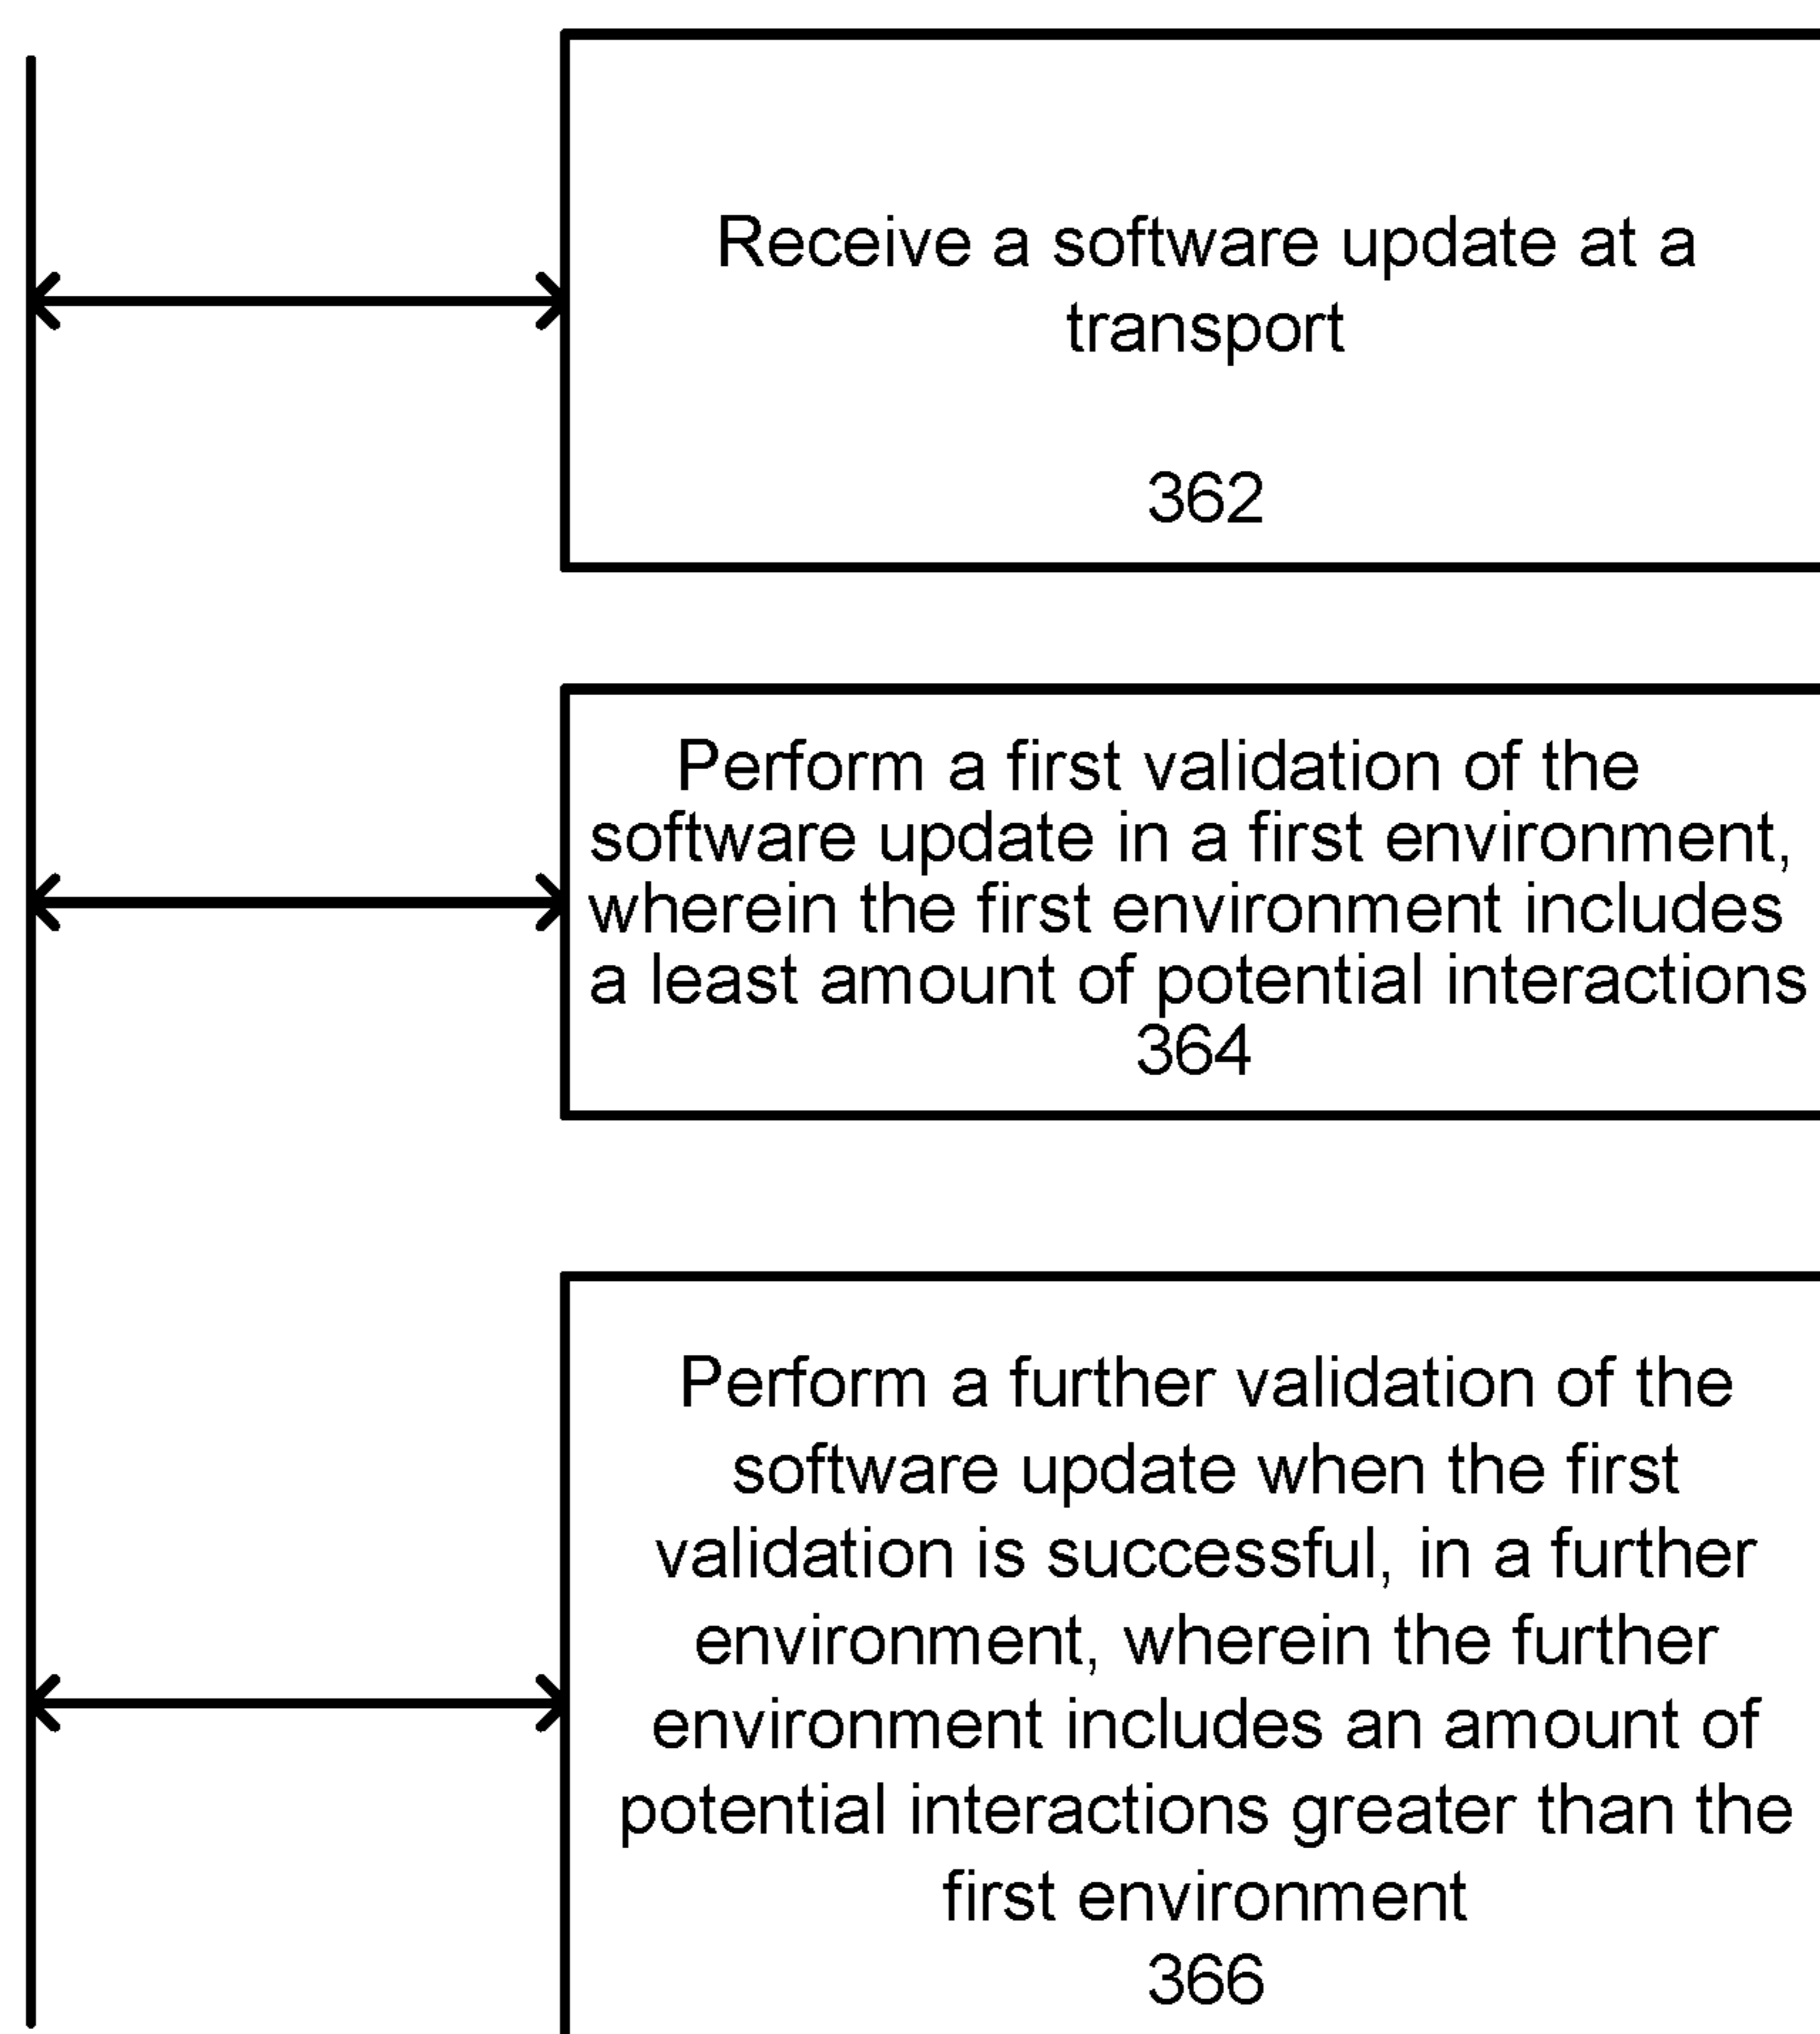 Receive a software update at a
transport
362
Perform a first validation of the
software update in a first environment,
wherein the first environment includes
a least amount of potential interactions
364
Perform a further validation of the
software update when the first
validation is successful, in a further
environment, wherein the further
environment includes an amount of
potential interactions greater than the
first environment
366